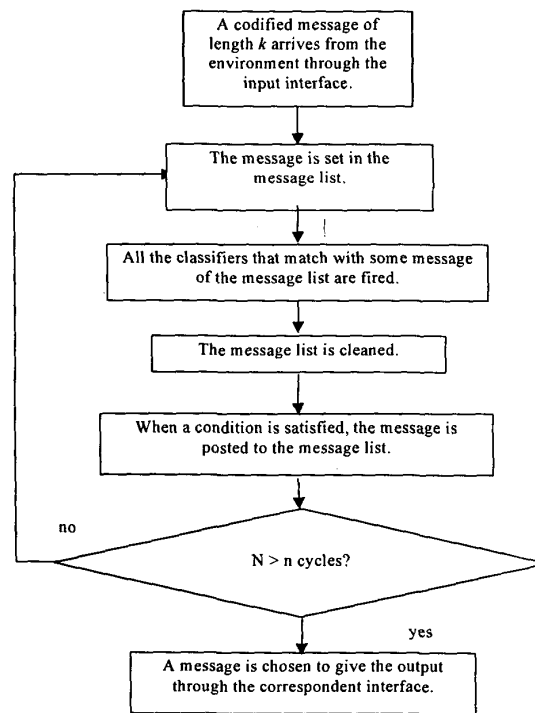 A codified message of
length k arrives from the
environment through the
input interface.
The message is set in the
message list.
All the classifiers that match with some message
of the message list are fired.
The message list is cleaned.
When a condition is satisfied, the message is
posted to the message list.
no
N > n cycles?
yes
A message is chosen to give the output
through the correspondent interface.